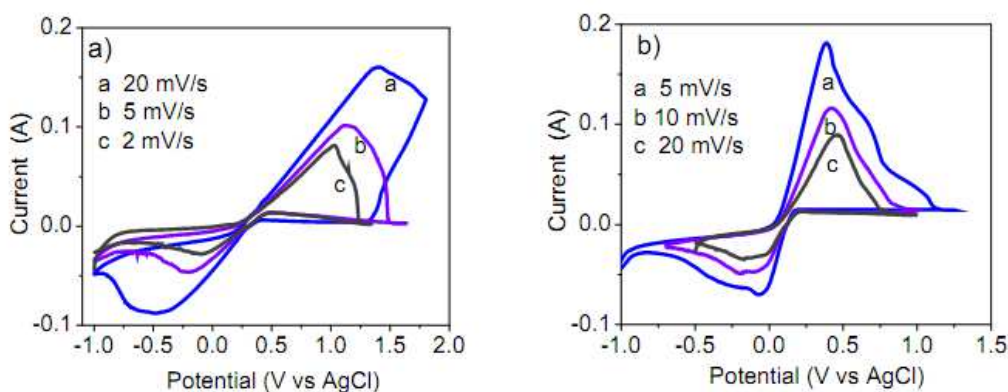 a)
a 20 mV/s
b 5 mV/s
c 2 mV/s
a
b
c
0.2
0.1
0.0
-0.1
Current (A)
-1.0 -0.5 0.0 0.5 1.0 1.5 2.0
Potential (V vs AgCl)
b)
a 5 mV/s
b 10 mV/s
c 20 mV/s
a
b
c
0.2
0.1
0.0
-0.1
Current (A)
-1.0 -0.5 0.0 0.5 1.0 1.5
Potential (V vs AgCl)